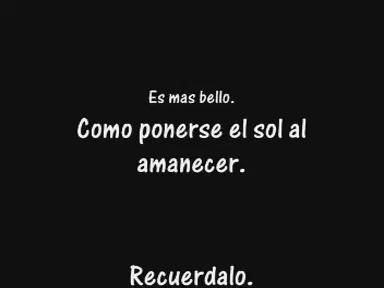 Es mas bello.
Como ponerse el sol al
amanecer.
Recuerdalo.